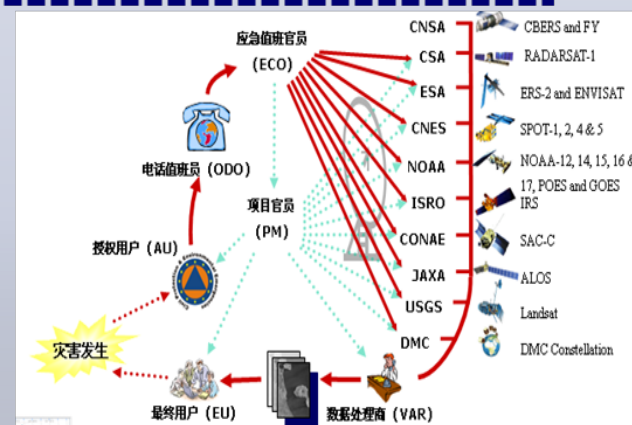 应急值班官员
(ECO)
电话值班员 (ODO)
项目官员
(PM)
授权用户 (AU)
灾害发生
最终用户 (EU)
数据处理商 (VAR)
CNSA
CSA
ESA
CNES
NOAA
ISRO
CONAE
JAXA
USGS
DMC
CBERS and FY
RADARSAT-1
ERS-2 and ENVISAT
SPOT-1, 2, 4 & 5
NOAA-12, 14, 15, 16 &
17, POES and GOES
IRS
SAC-C
ALOS
Landsat
DMC Constellation